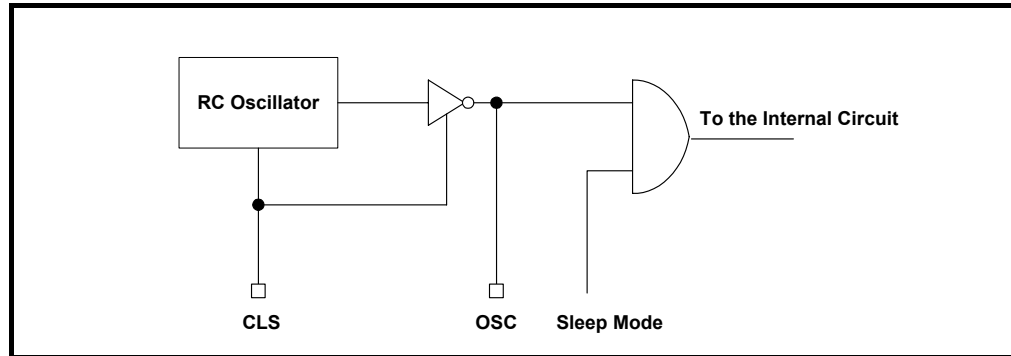 RC Oscillator
To the Internal Circuit
CLS
OSC
Sleep Mode